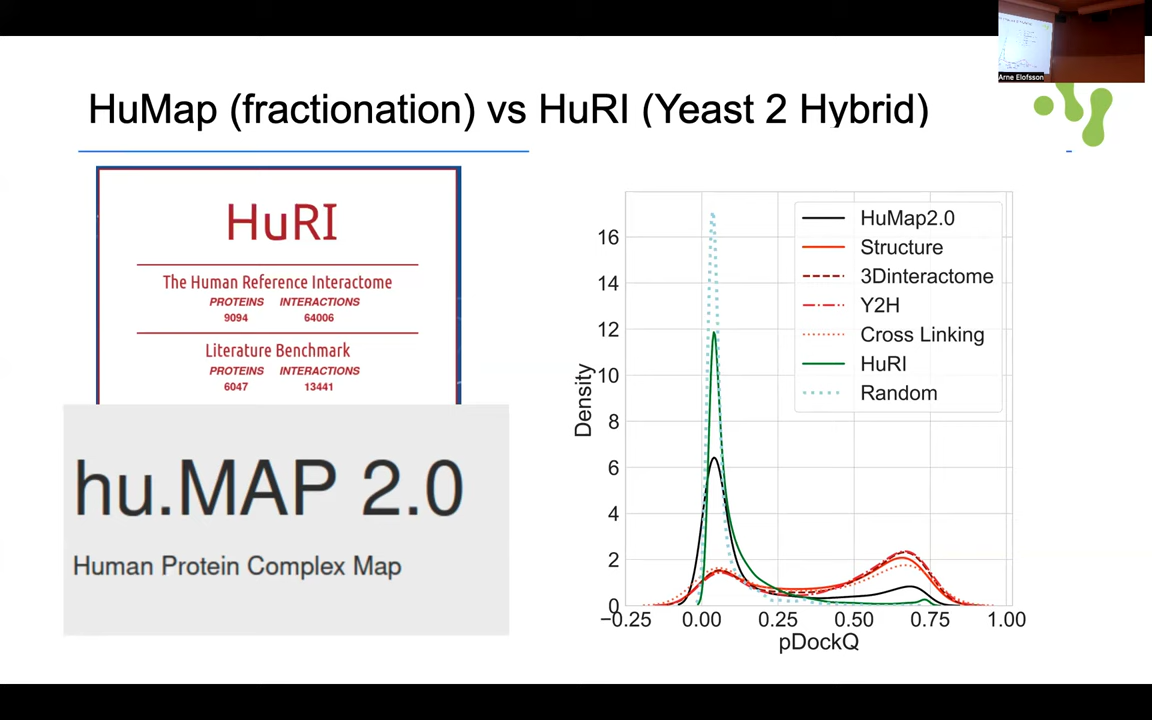 Arne Elofsson
HuMap (fractionation) vs HuRI (Yeast 2 Hybrid)
HuRI
The Human Reference Interactome
PROTEINS INTERACTIONS
9094 64006
Literature Benchmark
PROTEINS INTERACTIONS
6047 13441
hu.MAP 2.0
Human Protein Complex Map
Density
16
14
12
10
8
6
4
2
0
−0.25 0.00 0.25 0.50 0.75 1.00
pDockQ
HuMap2.0
Structure
3Dinteractome
Y2H
Cross Linking
HuRI
Random